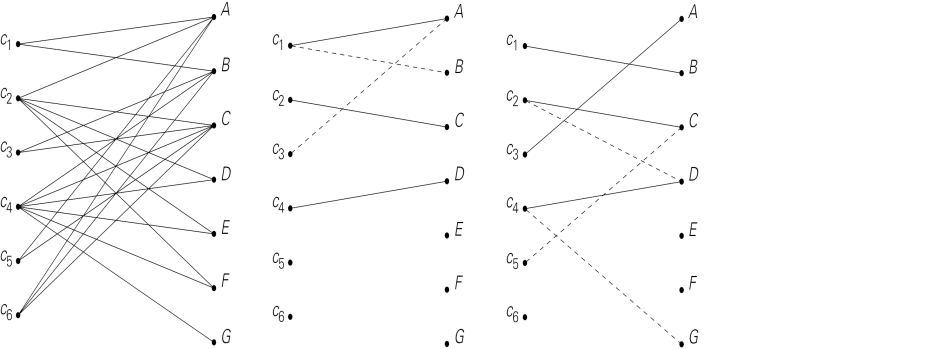 A A A
c1 c1 c1
B B B
c2 c2 c2
C C C
c3 c3 c3
D D D
c4 c4 c4
E E E
c5 c5 c5
F F F
c6 c6 c6
G G G